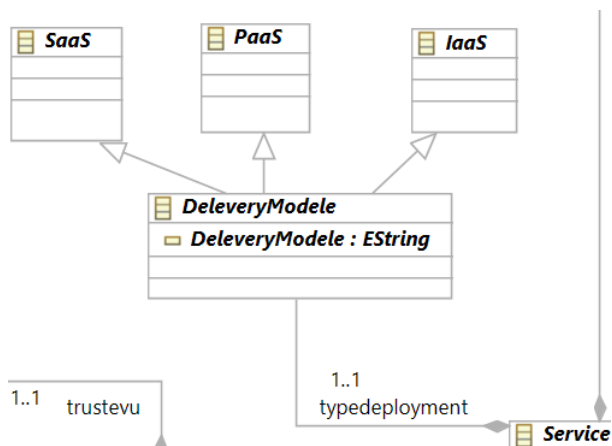 SaaS
PaaS
IaaS
DeleveryModele
DeleveryModele : EString
1..1
trustevu
1..1
typedeployment
Service